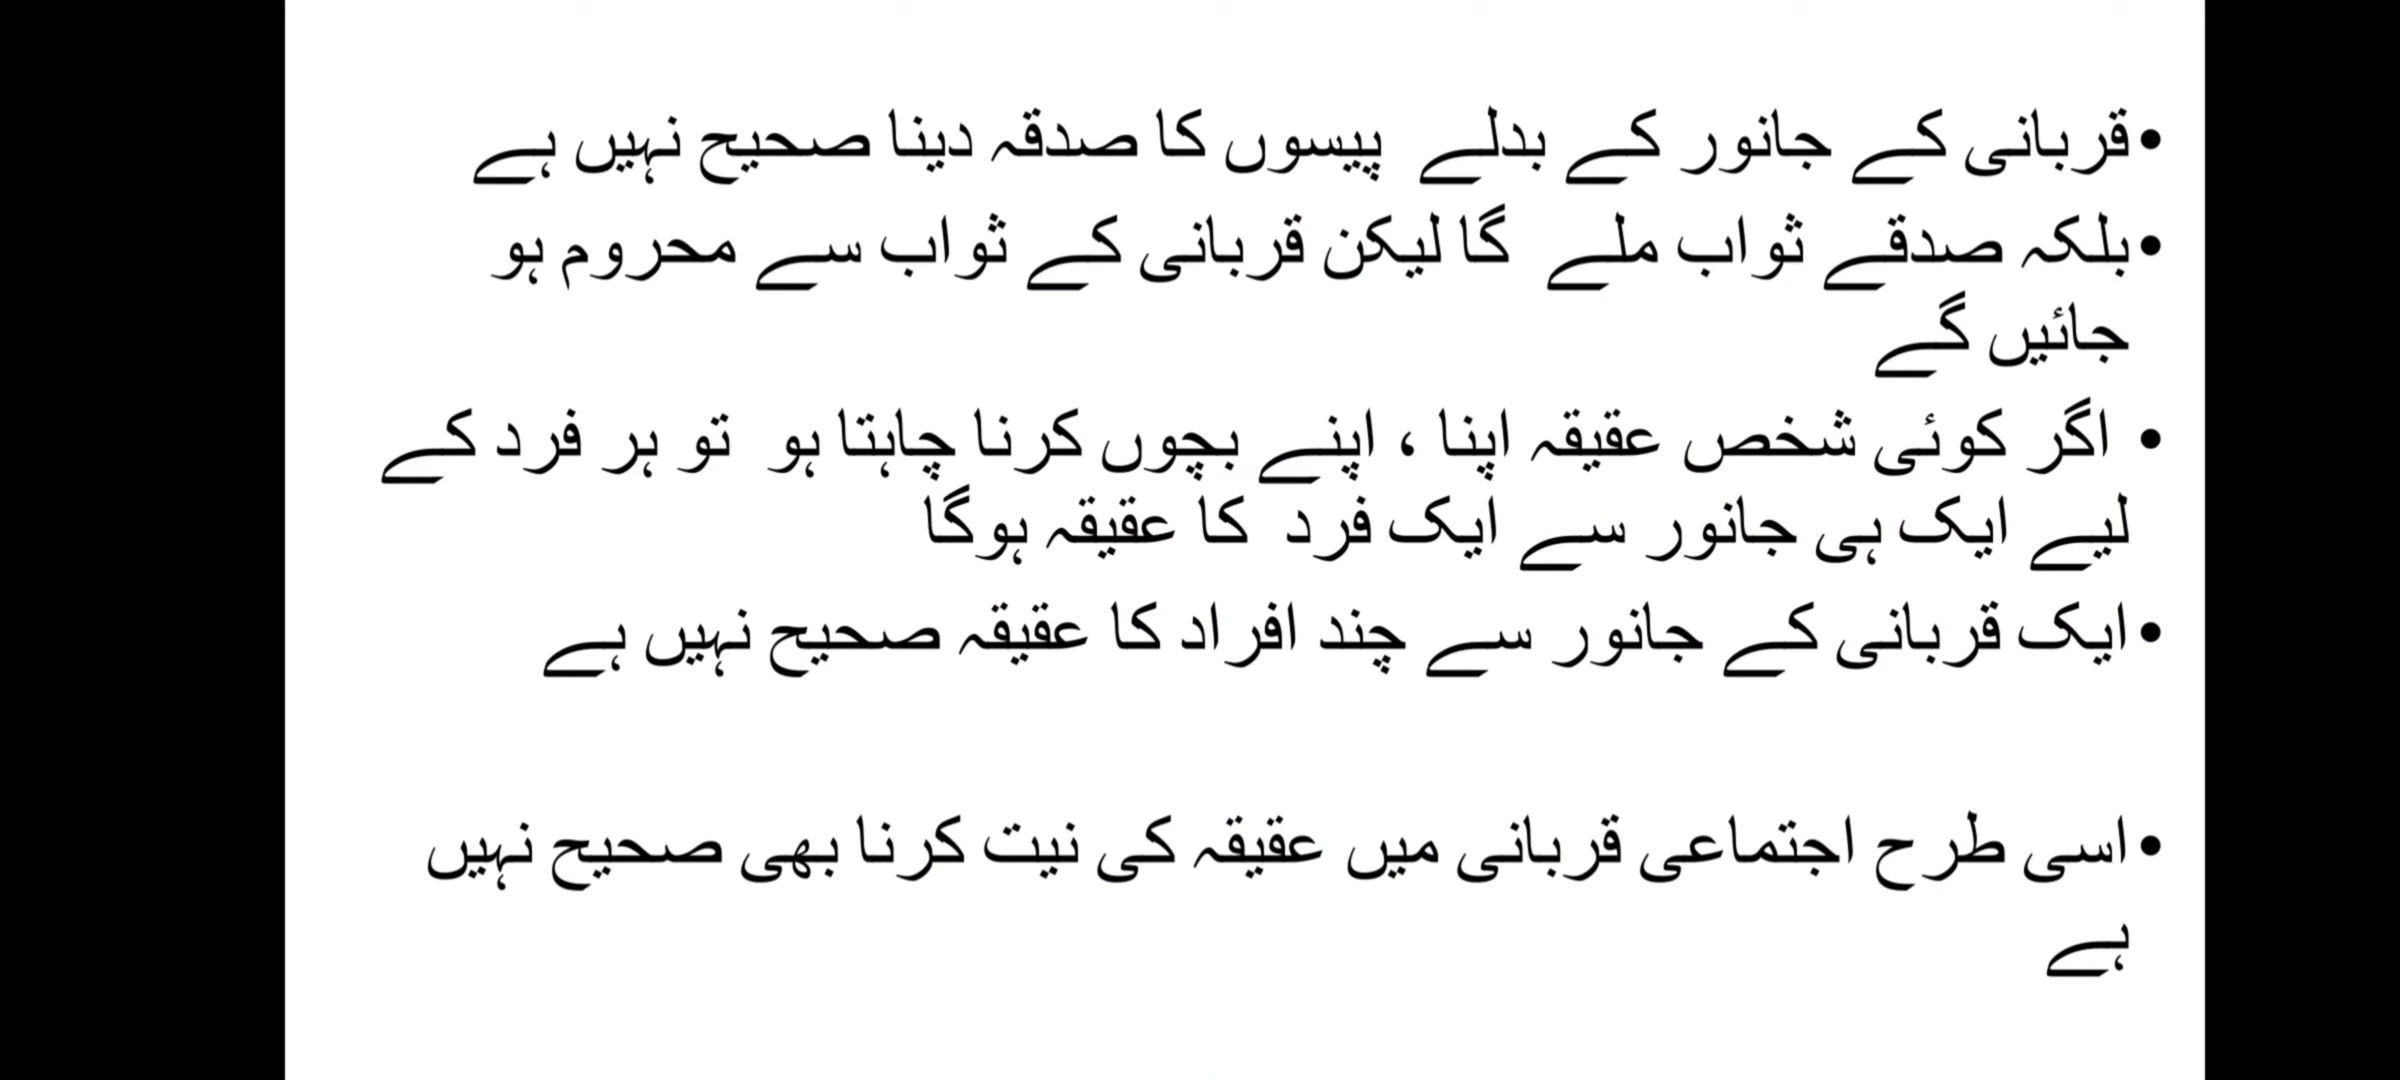 •قربانی کے جانور کے بدلے پیسوں کا صدقہ دینا صحیح نہیں ہے
•بلکہ صدقے ثواب ملے گا لیکن قربانی کے ثواب سے محروم ہو
جائیں گے
• اگر کوئی شخص عقیقہ اپنا ، اپنے بچوں کرنا چاہتا ہو تو ہر فرد کے
لیے ایک ہی جانور سے ایک فرد کا عقیقہ ہوگا
•ایک قربانی کے جانور سے چند افراد کا عقیقہ صحیح نہیں ہے
•اسی طرح اجتماعی قربانی میں عقیقہ کی نیت کرنا بھی صحیح نہیں
ہے